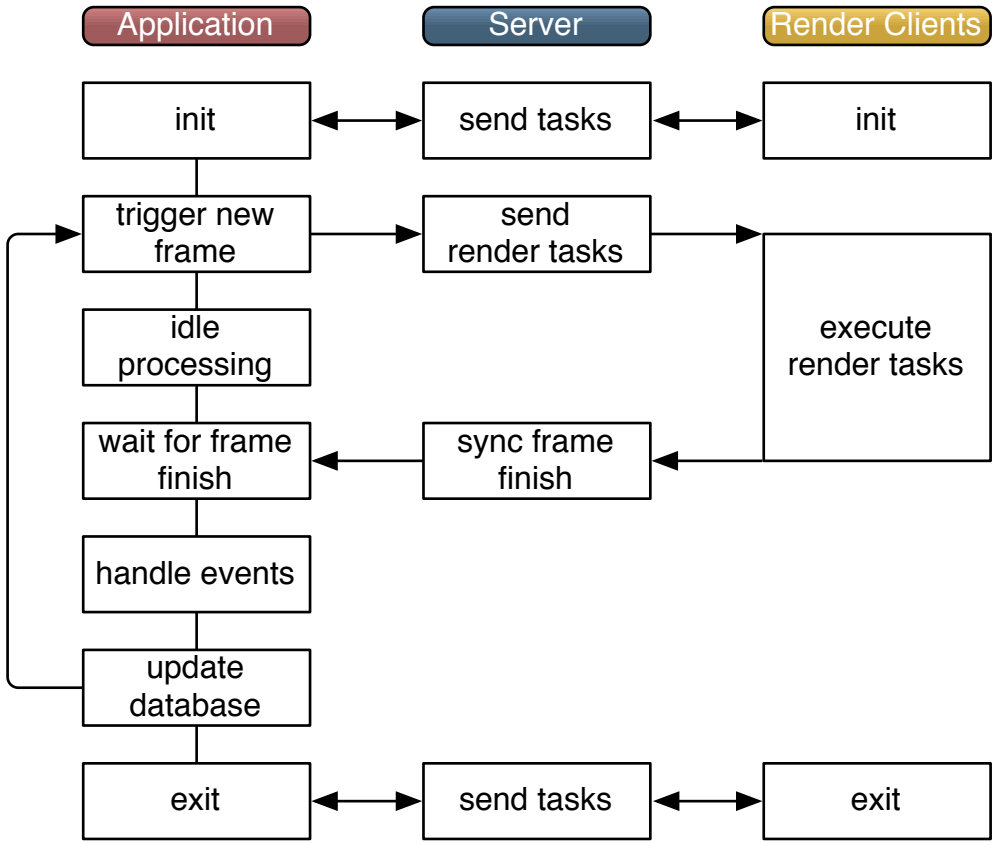 Application
Server
Render Clients
init
send tasks
init
trigger new
frame
send
render tasks
execute
render tasks
idle
processing
wait for frame
finish
sync frame
finish
handle events
update
database
exit
send tasks
exit